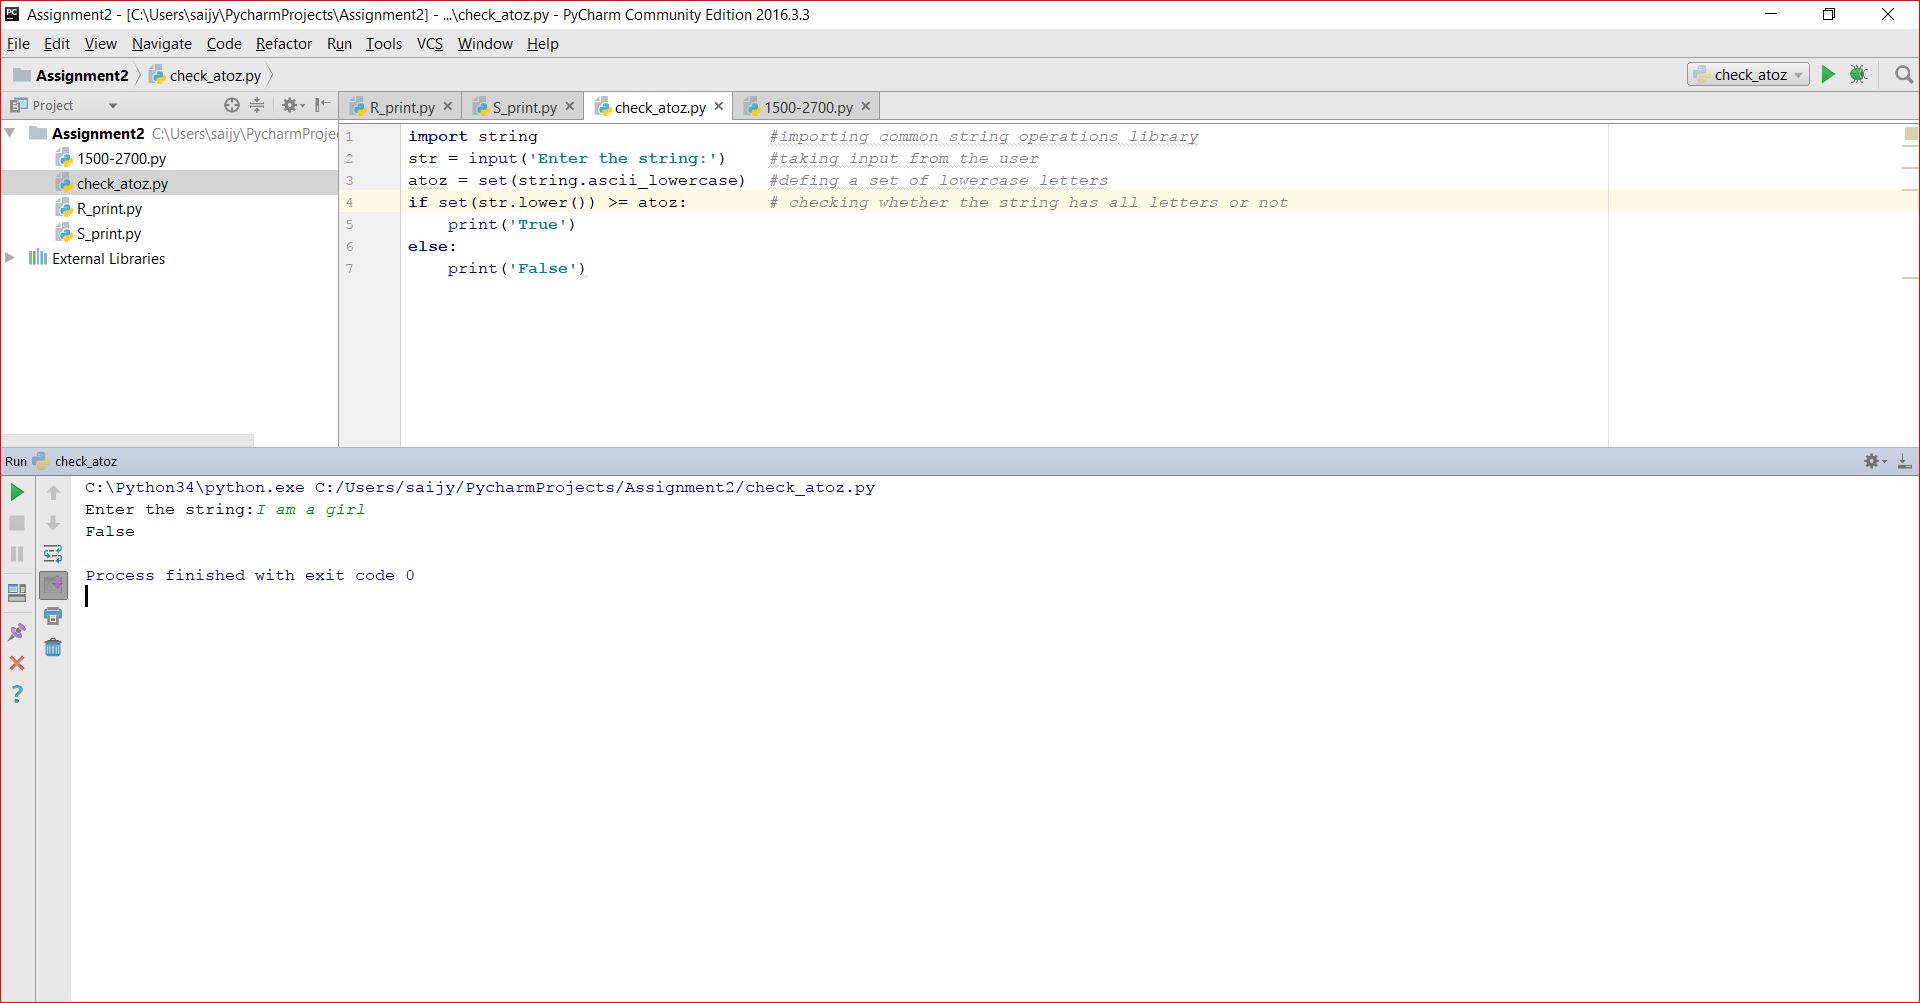 Assignment2 - [C:\Users\saijy\PycharmProjects\Assignment2] - ...\check_atoz.py - PyCharm Community Edition 2016.3.3
File Edit View Navigate Code Refactor Run Tools VCS Window Help
Assignment2 check_atoz.py check_atoz
Project R_print.py S_print.py check_atoz.py 1500-2700.py
Assignment2 C:\Users\saijy\PycharmProje
1500-2700.py
check_atoz.py
R_print.py
S_print.py
External Libraries
1 import string #importing common string operations library
2 str = input('Enter the string:') #taking input from the user
3 atoz = set(string.ascii_lowercase) #defing a set of lowercase letters
4 if set(str.lower()) >= atoz: # checking whether the string has all letters or not
5 print('True')
6 else:
7 print('False')
Run check_atoz
C:\Python34\python.exe C:/Users/saijy/PycharmProjects/Assignment2/check_atoz.py
Enter the string:I am a girl
False
Process finished with exit code 0